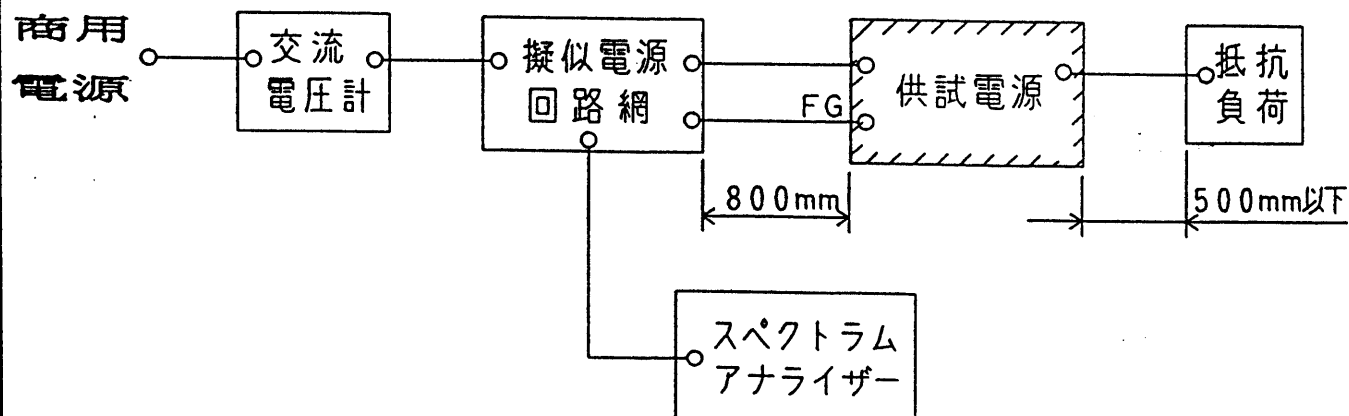 商用
電源
交流
電圧計
擬似電源
回路網
FG
供試電源
抵抗
負荷
800mm
500mm以下
スペクトラム
アナライザー